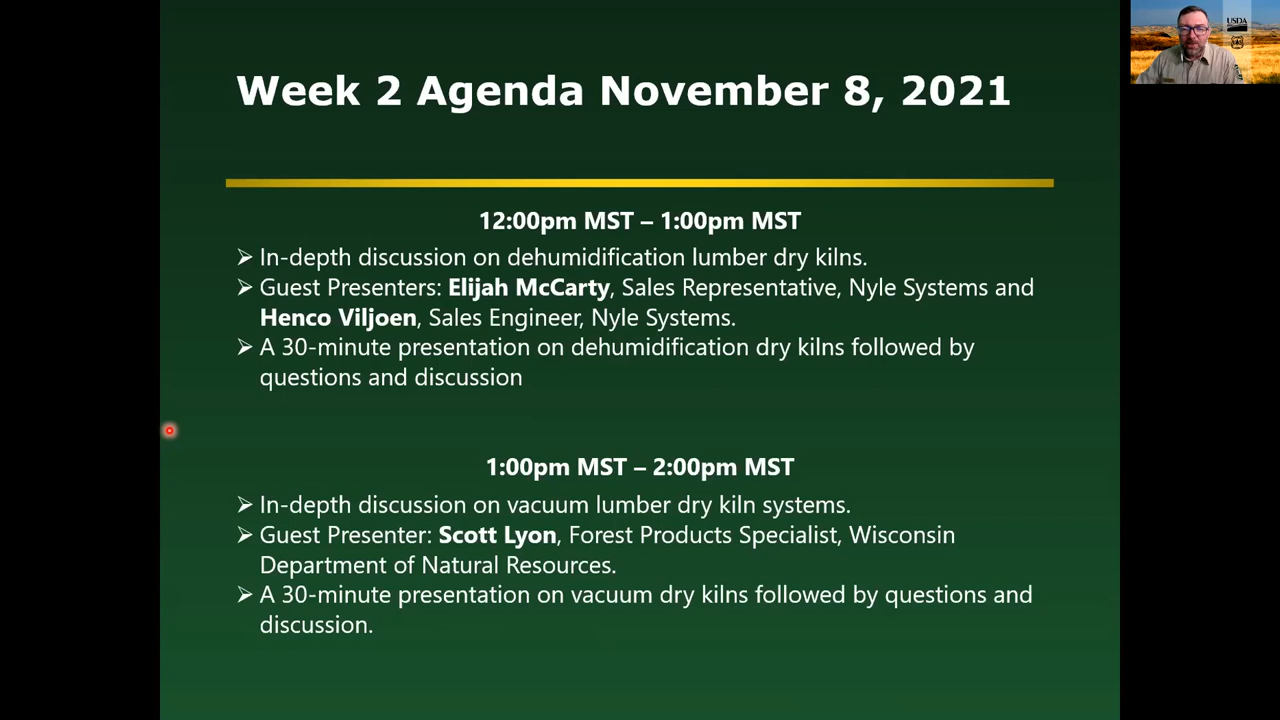 Week 2 Agenda November 8, 2021
USDA
12:00pm MST – 1:00pm MST
➢ In-depth discussion on dehumidification lumber dry kilns.
➢ Guest Presenters: Elijah McCarty, Sales Representative, Nyle Systems and
Henco Viljoen, Sales Engineer, Nyle Systems.
➢ A 30-minute presentation on dehumidification dry kilns followed by
questions and discussion
1:00pm MST – 2:00pm MST
➢ In-depth discussion on vacuum lumber dry kiln systems.
➢ Guest Presenter: Scott Lyon, Forest Products Specialist, Wisconsin
Department of Natural Resources.
➢ A 30-minute presentation on vacuum dry kilns followed by questions and
discussion.